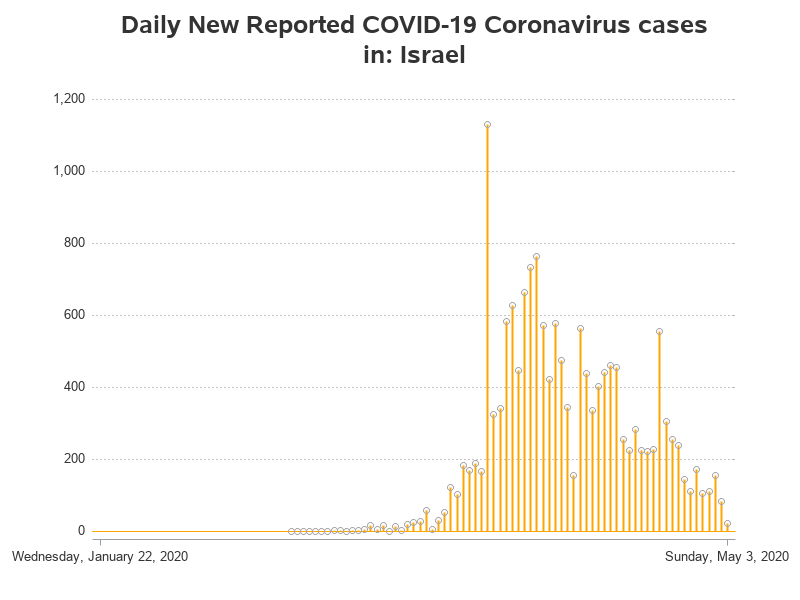 Daily New Reported COVID-19 Coronavirus cases
in: Israel
1,200
1,000
800
600
400
200
0
Wednesday, January 22, 2020
Sunday, May 3, 2020